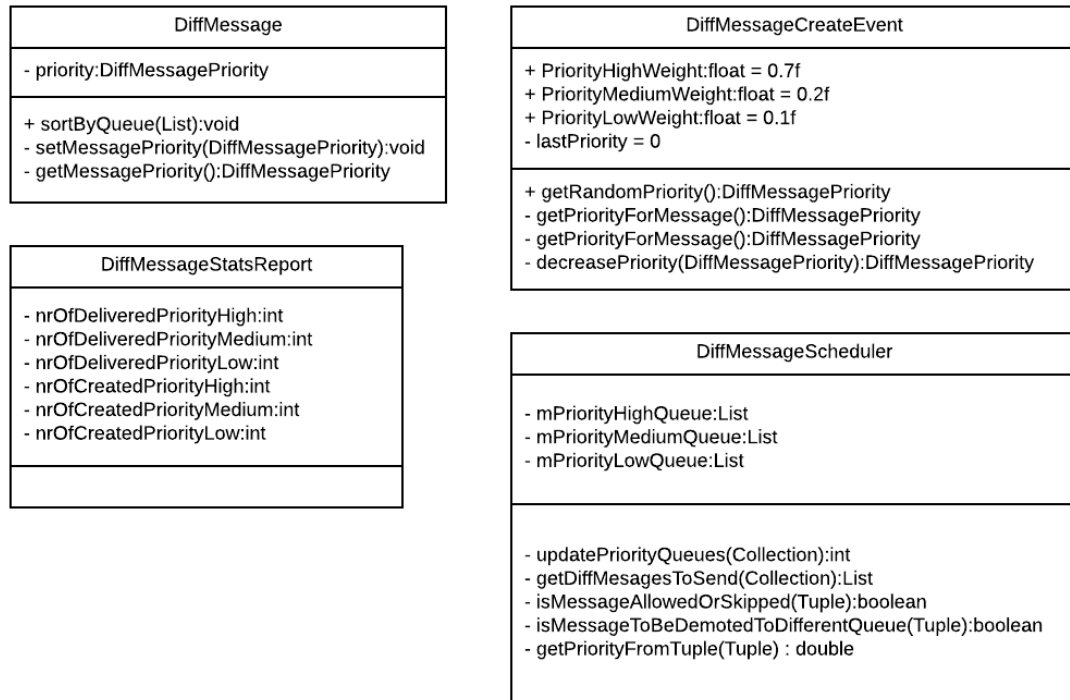 DiffMessage
- priority:DiffMessagePriority
+ sortByQueue(List):void
- setMessagePriority(DiffMessagePriority):void
- getMessagePriority():DiffMessagePriority
DiffMessageStatsReport
- nrOfDeliveredPriorityHigh:int
- nrOfDeliveredPriorityMedium:int
- nrOfDeliveredPriorityLow:int
- nrOfCreatedPriorityHigh:int
- nrOfCreatedPriorityMedium:int
- nrOfCreatedPriorityLow:int
DiffMessageCreateEvent
+ PriorityHighWeight:float = 0.7f
+ PriorityMediumWeight:float = 0.2f
+ PriorityLowWeight:float = 0.1f
- lastPriority = 0
+ getRandomPriority():DiffMessagePriority
- getPriorityForMessage():DiffMessagePriority
- getPriorityForMessage():DiffMessagePriority
- decreasePriority(DiffMessagePriority):DiffMessagePriority
DiffMessageScheduler
- mPriorityHighQueue:List
- mPriorityMediumQueue:List
- mPriorityLowQueue:List
- updatePriorityQueues(Collection):int
- getDiffMesagesToSend(Collection):List
- isMessageAllowedOrSkipped(Tuple):boolean
- isMessageToBeDemotedToDifferentQueue(Tuple):boolean
- getPriorityFromTuple(Tuple) : double